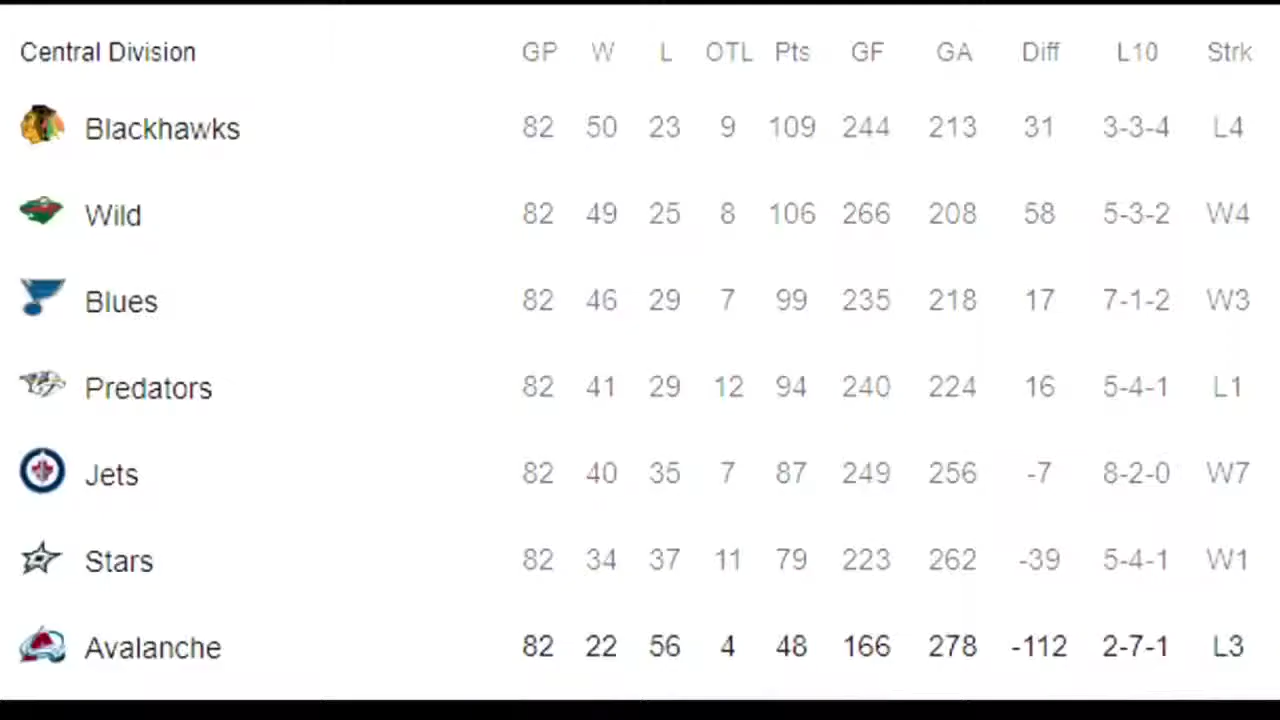 Central Division GP W L OTL Pts GF GA Diff L10 Strk
Blackhawks 82 50 23 9 109 244 213 31 3-3-4 L4
Wild 82 49 25 8 106 266 208 58 5-3-2 W4
Blues 82 46 29 7 99 235 218 17 7-1-2 W3
Predators 82 41 29 12 94 240 224 16 5-4-1 L1
Jets 82 40 35 7 87 249 256 -7 8-2-0 W7
Stars 82 34 37 11 79 223 262 -39 5-4-1 W1
Avalanche 82 22 56 4 48 166 278 -112 2-7-1 L3